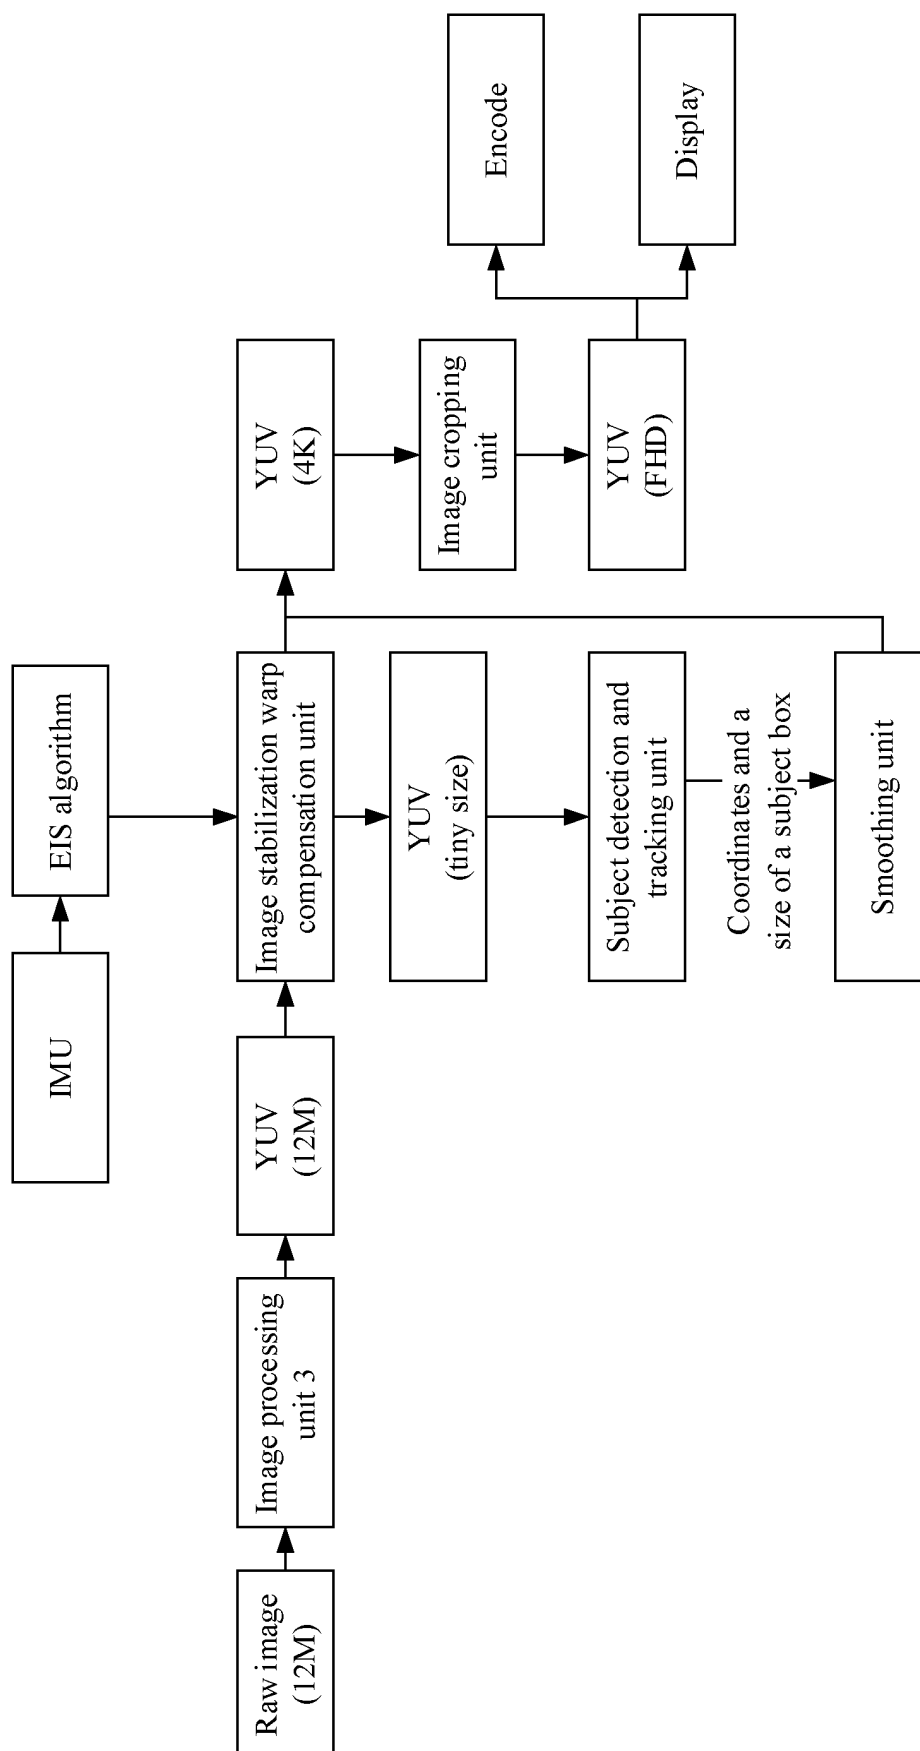 IMU
EIS algorithm
Raw image
(12M)
Image processing
unit 3
YUV
(12M)
Image stabilization warp
compensation unit
YUV
(4K)
YUV
(tiny size)
Image cropping
unit
Subject detection and
tracking unit
YUV
(FHD)
Encode
Display
Coordinates and a
size of a subject box
Smoothing unit